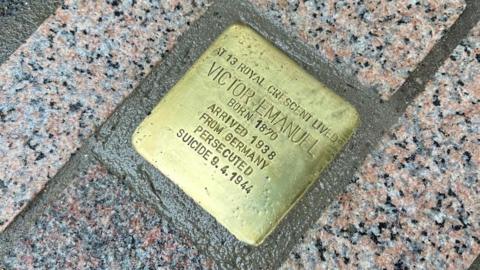 AT 13 ROYAL CRESCENT LIVED
VICTOR EMANUEL
BORN 1870
ARRIVED 1938
FROM GERMANY
PERSECUTED
SUICIDE 9.4.1944